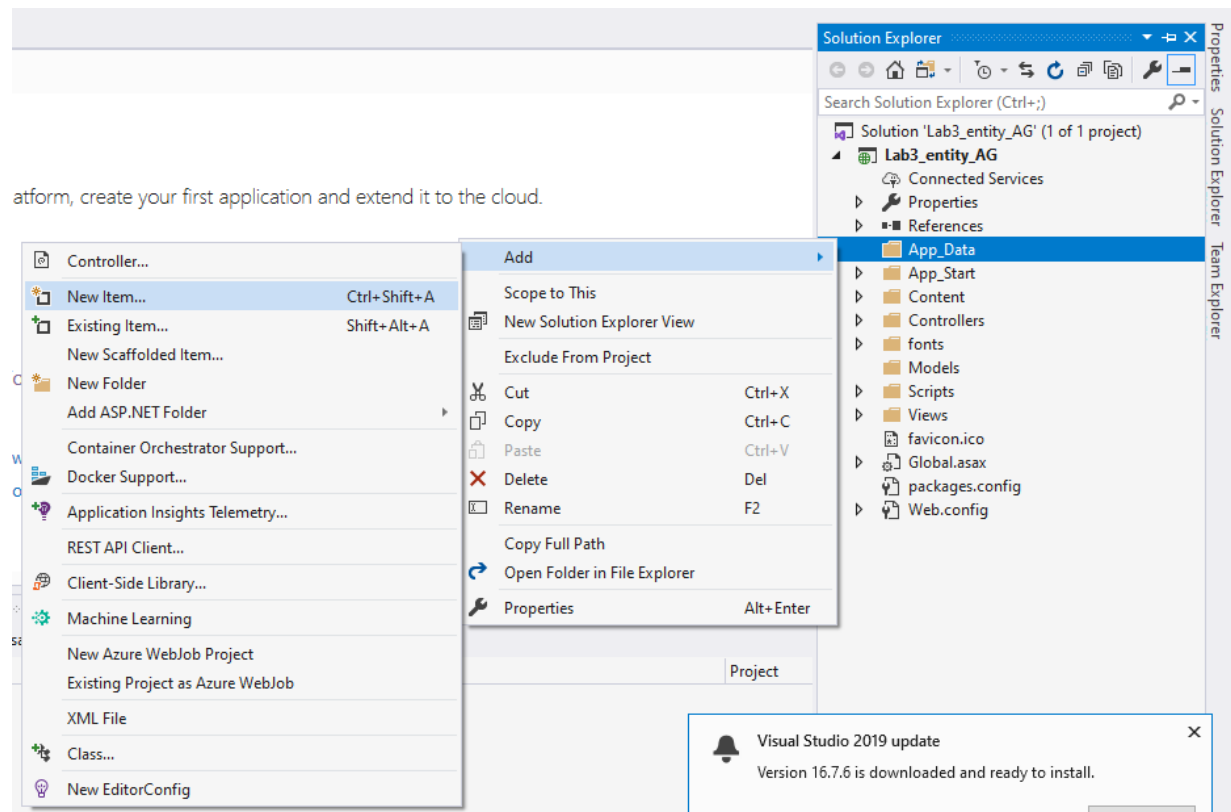 Solution Explorer
Search Solution Explorer (Ctrl+;)
Solution 'Lab3_entity_AG' (1 of 1 project)
Lab3_entity_AG
Connected Services
Properties
References
App_Data
App_Start
Content
Controllers
fonts
Models
Scripts
Views
favicon.ico
Global.asax
packages.config
Web.config
Properties
Solution Explorer
Team Explorer
atform, create your first application and extend it to the cloud.
Add
Scope to This
New Solution Explorer View
Exclude From Project
Cut Ctrl+X
Copy Ctrl+C
Paste Ctrl+V
Delete Del
Rename F2
Copy Full Path
Open Folder in File Explorer
Properties Alt+Enter
Controller...
New Item... Ctrl+Shift+A
Existing Item... Shift+Alt+A
New Scaffolded Item...
New Folder
Add ASP.NET Folder
Container Orchestrator Support...
Docker Support...
Application Insights Telemetry...
REST API Client...
Client-Side Library...
Machine Learning
New Azure WebJob Project
Existing Project as Azure WebJob
XML File
Class...
New EditorConfig
Project
Visual Studio 2019 update
Version 16.7.6 is downloaded and ready to install.